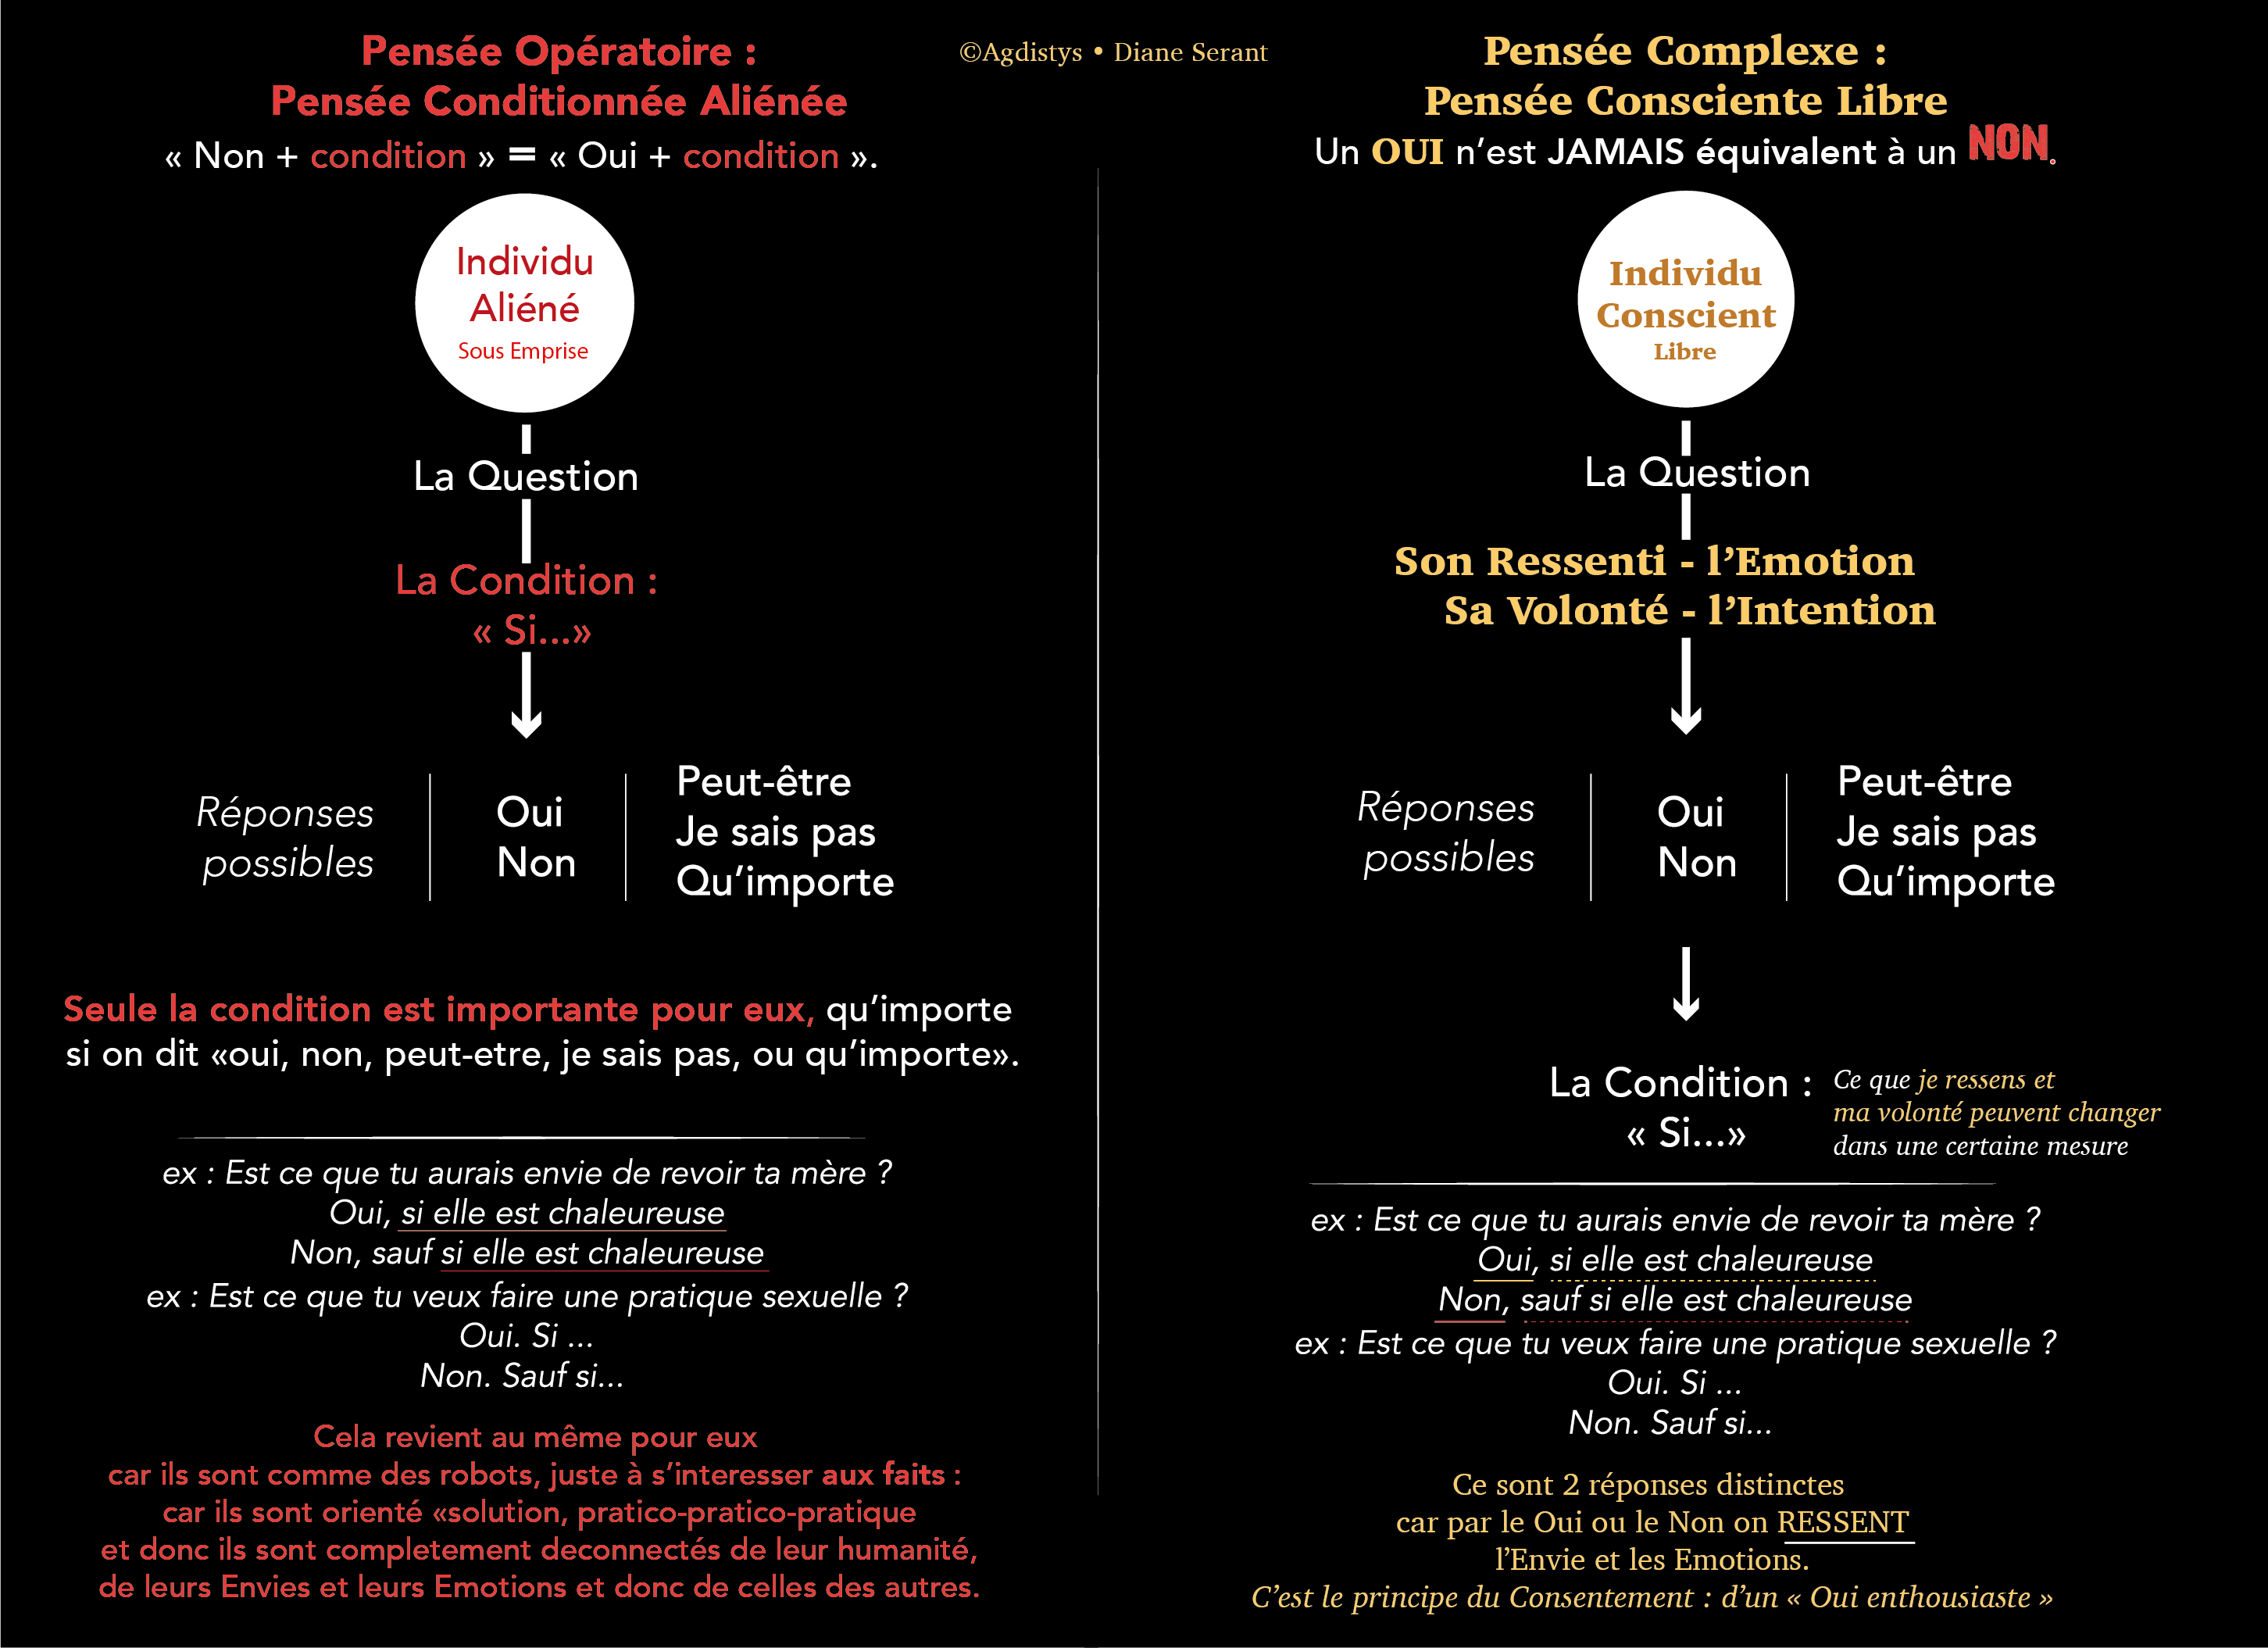 Pensée Opératoire :
Pensée Conditionnée Aliénée
« Non + condition » = « Oui + condition ».
Individu
Aliéné
Sous Emprise
La Question
La Condition :
« Si...»
Réponses
possibles
Oui
Non
Peut-être
Je sais pas
Qu’importe
Seule la condition est importante pour eux, qu’importe
si on dit «oui, non, peut-etre, je sais pas, ou qu’importe».
ex : Est ce que tu aurais envie de revoir ta mère ?
Oui, si elle est chaleureuse
Non, sauf si elle est chaleureuse
ex : Est ce que tu veux faire une pratique sexuelle ?
Oui. Si ...
Non. Sauf si...
Cela revient au même pour eux
car ils sont comme des robots, juste à s’interesser aux faits :
car ils sont orienté «solution, pratico-pratico-pratique
et donc ils sont completement deconnectés de leur humanité,
de leurs Envies et leurs Emotions et donc de celles des autres.
©Agdistys • Diane Serant
Pensée Complexe :
Pensée Consciente Libre
Un OUI n’est JAMAIS équivalent à un NON.
Individu
Conscient
Libre
La Question
Son Ressenti - l’Emotion
Sa Volonté - l’Intention
Réponses
possibles
Oui
Non
Peut-être
Je sais pas
Qu’importe
La Condition :
« Si...»
Ce que je ressens et
ma volonté peuvent changer
dans une certaine mesure
ex : Est ce que tu aurais envie de revoir ta mère ?
Oui, si elle est chaleureuse
Non, sauf si elle est chaleureuse
ex : Est ce que tu veux faire une pratique sexuelle ?
Oui. Si ...
Non. Sauf si...
Ce sont 2 réponses distinctes
car par le Oui ou le Non on RESSENT
l’Envie et les Emotions.
C’est le principe du Consentement : d’un « Oui enthousiaste »